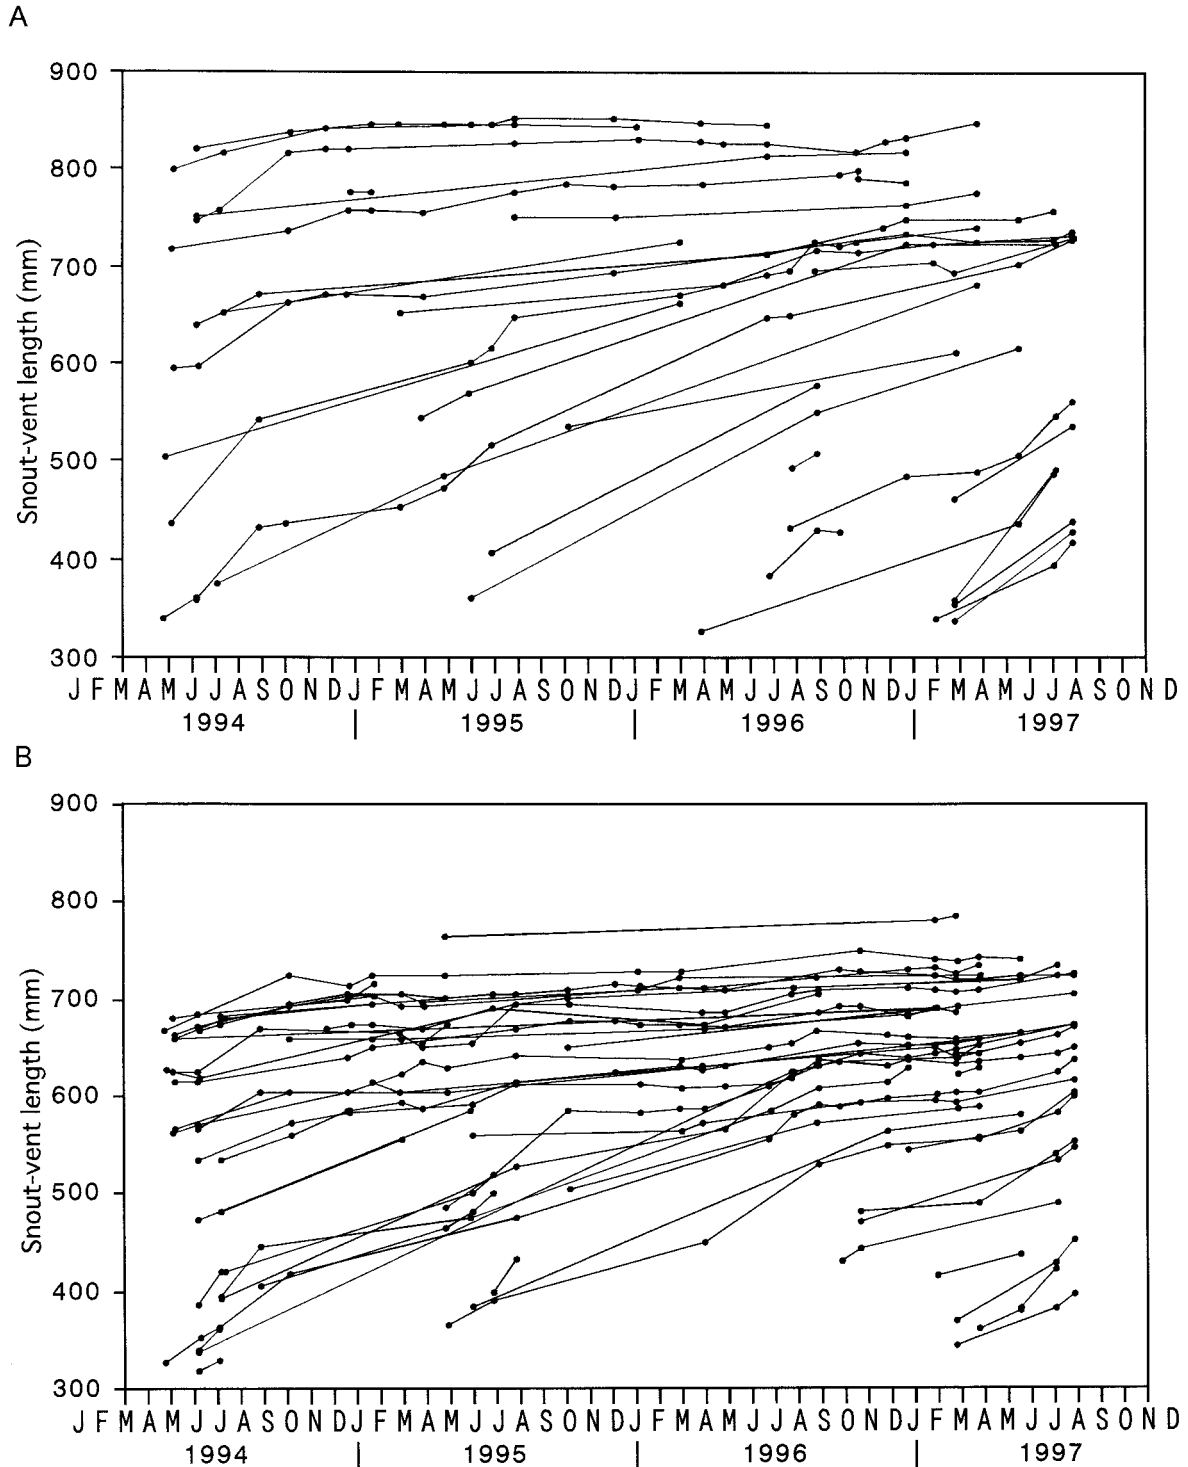 A
900
800
700
600
500
400
300
Snout-vent length (mm)
J F M A M J J A S O N D J F M A M J J A S O N D J F M A M J J A S O N D J F M A M J J A S O N D
1994 | 1995 | 1996 | 1997
B
900
800
700
600
500
400
300
Snout-vent length (mm)
J F M A M J J A S O N D J F M A M J J A S O N D J F M A M J J A S O N D J F M A M J J A S O N D
1994 | 1995 | 1996 | 1997